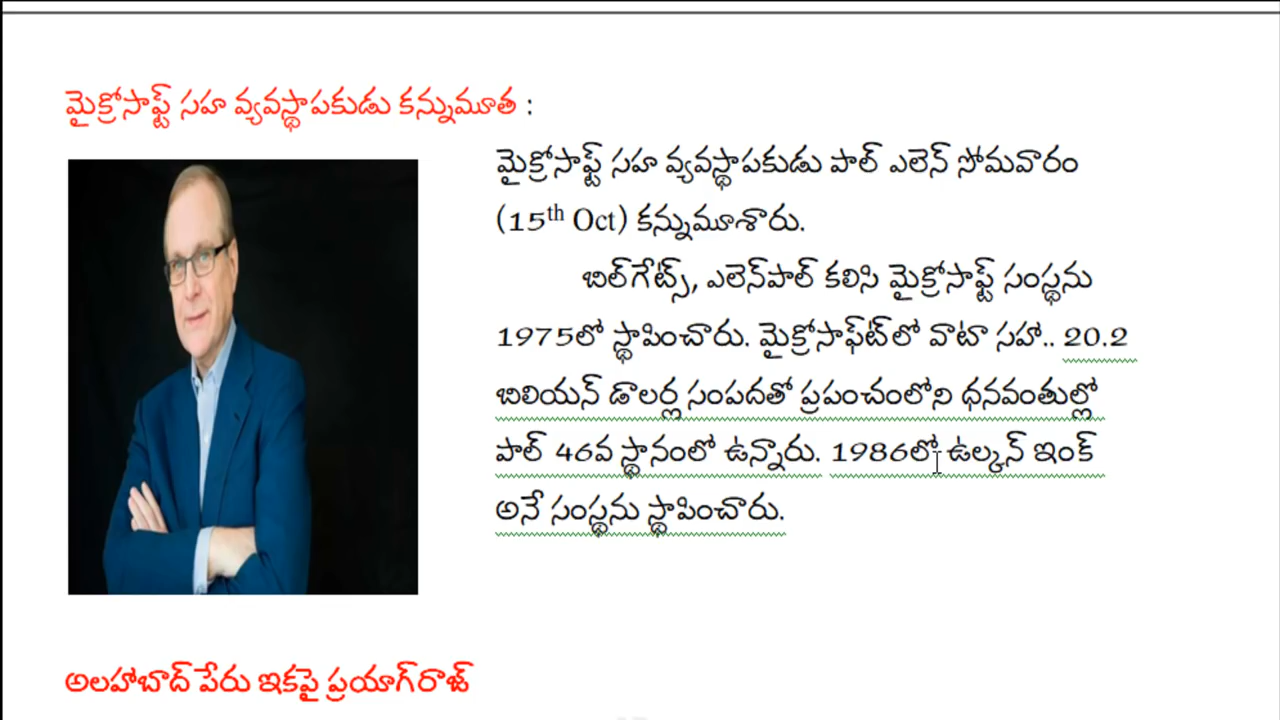 మైక్రోసాఫ్ట్ సహ వ్యవస్థాపకుడు కన్నుమూత :
మైక్రోసాఫ్ట్ సహ వ్యవస్థాపకుడు పాల్ ఎలెన్ సోమవారం
(15th Oct) కన్నుమూశారు.
బిల్‌గేట్స్, ఎలెన్‌పాల్ కలిసి మైక్రోసాఫ్ట్ సంస్థను
1975లో స్థాపించారు. మైక్రోసాఫ్‌ట్‌లో వాటా సహా.. 20.2
బిలియన్ డాలర్ల సంపదతో ప్రపంచంలోని ధనవంతుల్లో
పాల్ 46వ స్థానంలో ఉన్నారు. 1986లో ఉల్కన్ ఇంక్
అనే సంస్థను స్థాపించారు.
అలహాబాద్ పేరు ఇకపై ప్రయాగ్‌రాజ్